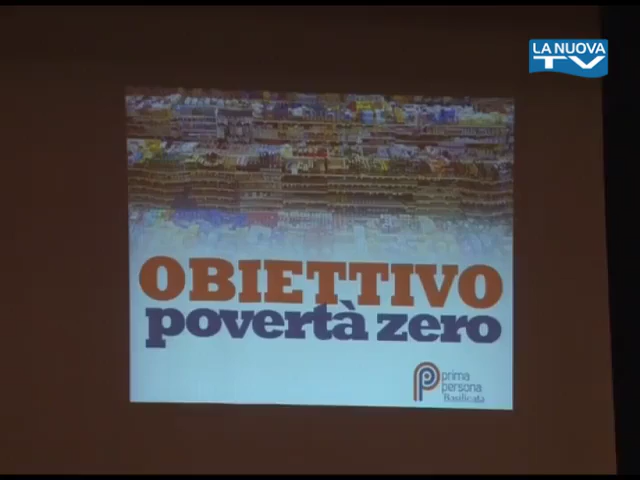 LA NUOVA
TV
OBIETTIVO
povertà zero
prima
persona
Basilicata